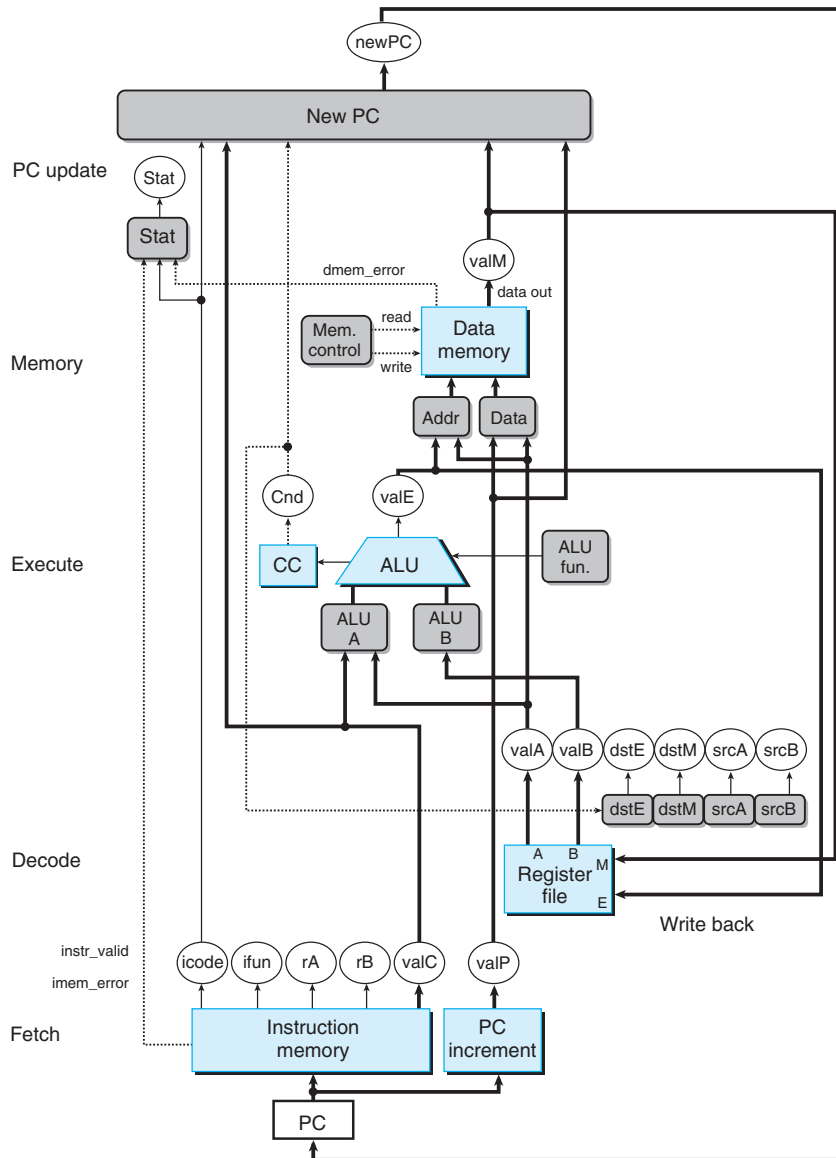 newPC
New PC
PC update
Stat
Stat
valM
dmem_error
data out
read
Mem.
control
Data
memory
write
Memory
Addr
Data
Cnd
valE
Execute
CC
ALU
ALU
fun.
ALU
A
ALU
B
valA
valB
dstE
dstM
srcA
srcB
dstE
dstM
srcA
srcB
Decode
A
B
M
Register
file
E
Write back
instr_valid
icode
ifun
rA
rB
valC
valP
imem_error
Fetch
Instruction
memory
PC
increment
PC